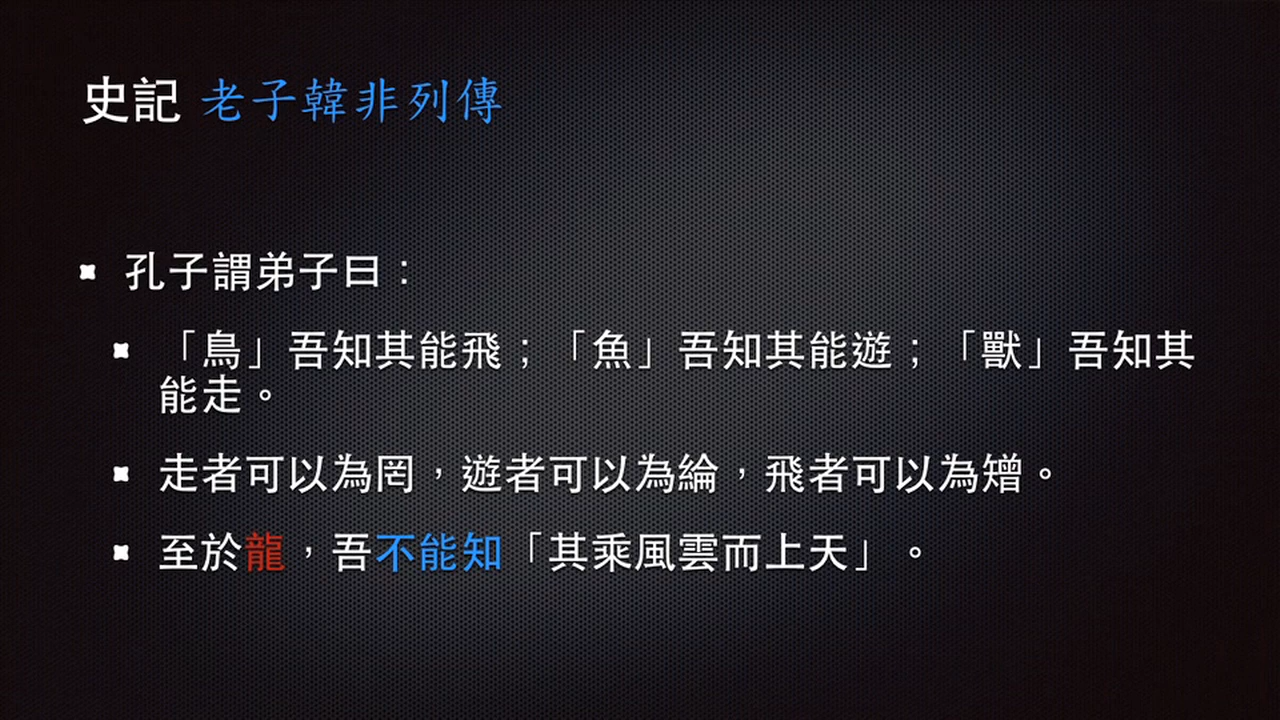 史記 老子韓非列傳
孔子謂弟子曰：
「鳥」吾知其能飛；「魚」吾知其能遊；「獸」吾知其
能走。
走者可以為罔，遊者可以為綸，飛者可以為矰。
至於龍，吾不能知「其乘風雲而上天」。